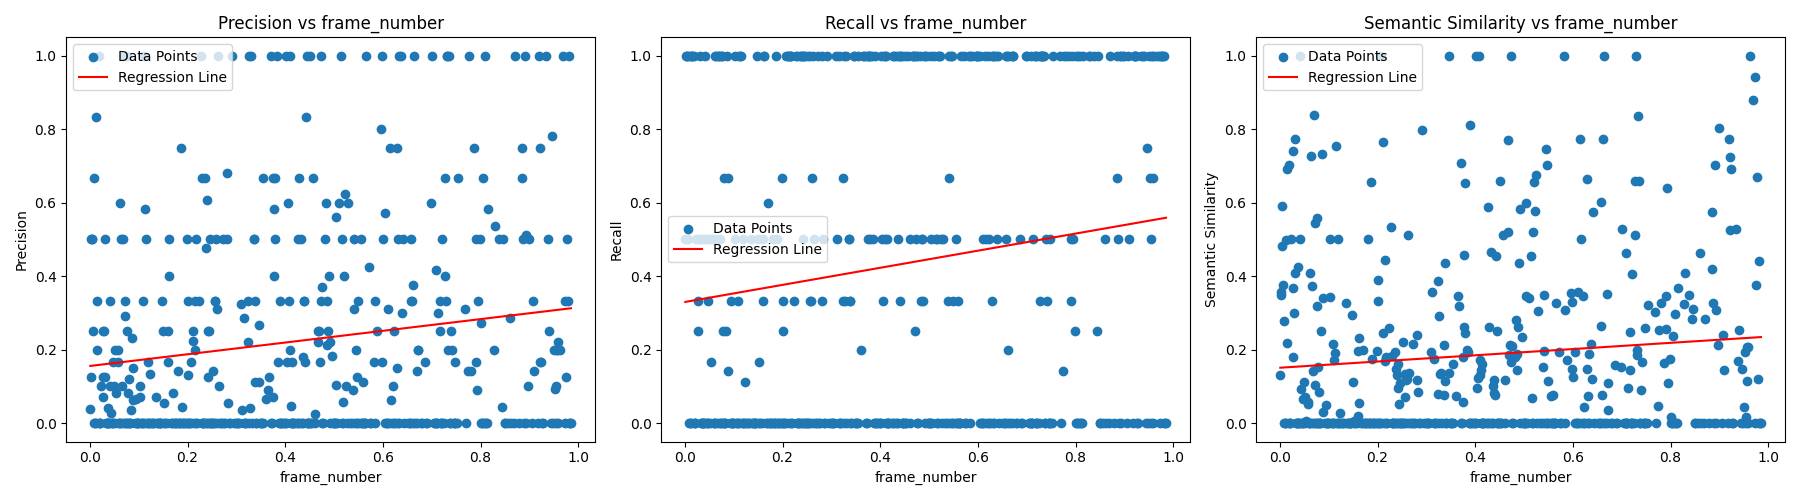 Precision vs frame_number
Precision
1.0
0.8
0.6
0.4
0.2
0.0
Data Points
Regression Line
0.0 0.2 0.4 0.6 0.8 1.0
frame_number
Recall vs frame_number
Recall
1.0
0.8
0.6
0.4
0.2
0.0
Data Points
Regression Line
0.0 0.2 0.4 0.6 0.8 1.0
frame_number
Semantic Similarity vs frame_number
Semantic Similarity
1.0
0.8
0.6
0.4
0.2
0.0
Data Points
Regression Line
0.0 0.2 0.4 0.6 0.8 1.0
frame_number